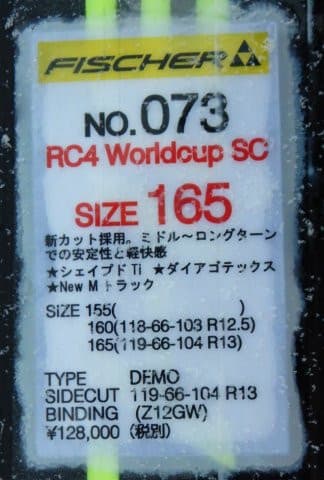 FISCHER
NO.073
RC4 Worldcup SC
SIZE 165
新カット採用。ミドル～ロングターン
での安定性と軽快感
★シェイプドTi ★ダイアゴテックス
★New Mトラック
SIZE 155( )
160(118-66-103 R12.5)
165(119-66-104 R13)
TYPE DEMO
SIDECUT 119-66-104 R13
BINDING (Z12GW)
¥128,000 (税別)